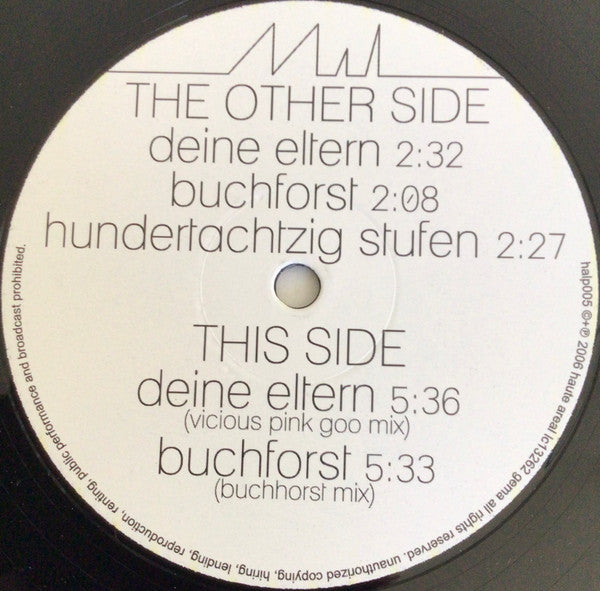 THE OTHER SIDE
deine eltern 2:32
buchforst 2:08
hundertachtzig stufen 2:27
THIS SIDE
deine eltern 5:36
(vicious pink goo mix)
buchforst 5:33
(buchhorst mix)
halp005 ©+℗ 2006 haute areal lc13262 gema all rights reserved. unauthorized copying, hiring, lending, reproduction, renting, public performance and broadcast prohibited.